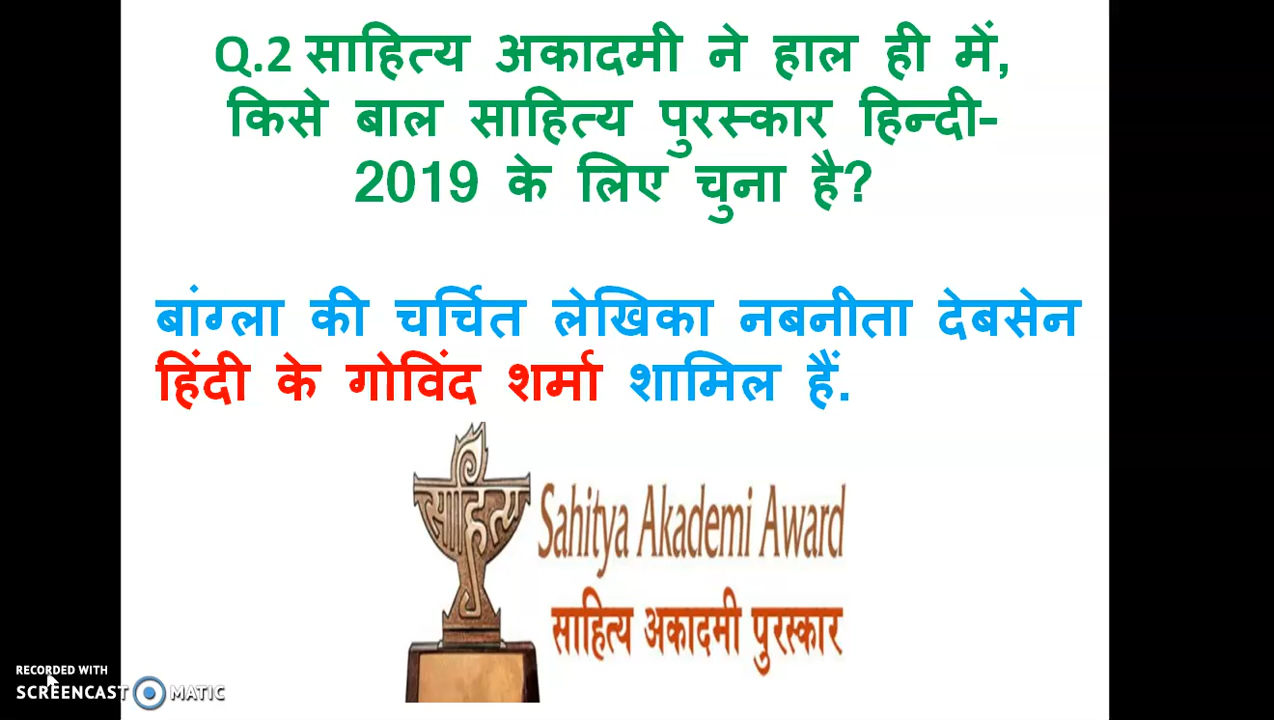 Q.2 साहित्य अकादमी ने हाल ही में,
किसे बाल साहित्य पुरस्कार हिन्दी-
2019 के लिए चुना है?
बांग्ला की चर्चित लेखिका नबनीता देबसेन
हिंदी के गोविंद शर्मा शामिल हैं.
साहित्य
Sahitya Akademi Award
साहित्य अकादमी पुरस्कार
RECORDED WITH
SCREENCAST MATIC